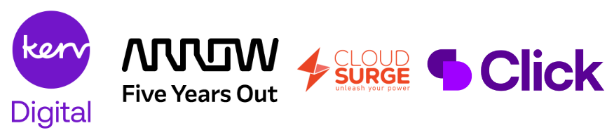 kerv
Digital
ARROW
Five Years Out
CLOUD
SURGE
unleash your power
Click